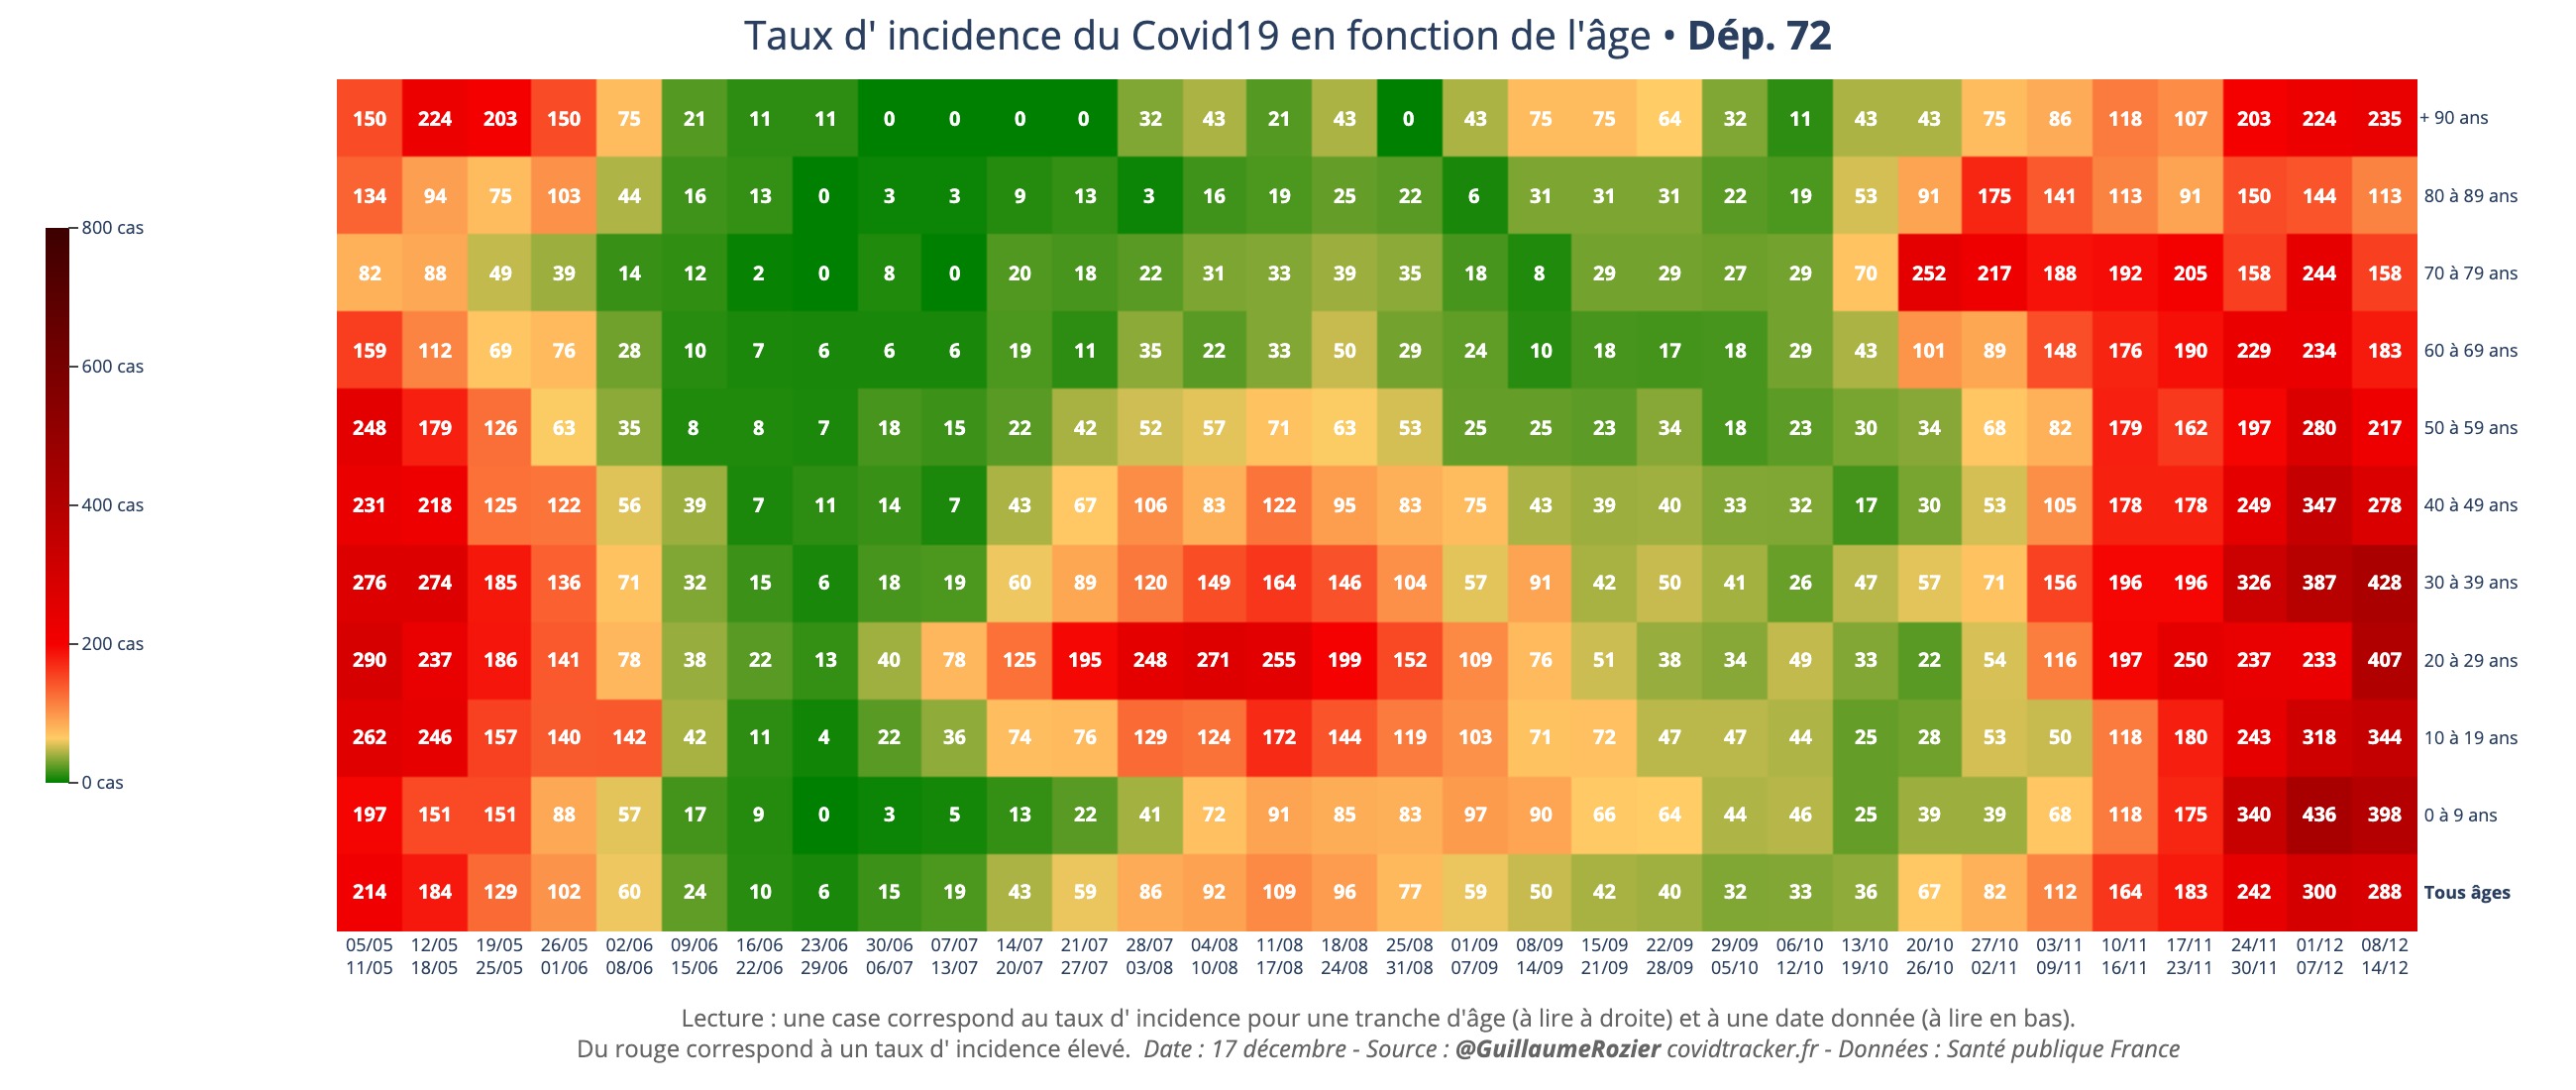 Taux d' incidence du Covid19 en fonction de l'âge • Dép. 72
150 224 203 150 75 21 11 11 0 0 0 0 32 43 21 43 0 43 75 75 64 32 11 43 43 75 86 118 107 203 224 235 + 90 ans
134 94 75 103 44 16 13 0 3 3 9 13 3 16 19 25 22 6 31 31 31 22 19 53 91 175 141 113 91 150 144 113 80 à 89 ans
82 88 49 39 14 12 2 0 8 0 20 18 22 31 33 39 35 18 8 29 29 27 29 70 252 217 188 192 205 158 244 158 70 à 79 ans
159 112 69 76 28 10 7 6 6 6 19 11 35 22 33 50 29 24 10 18 17 18 29 43 101 89 148 176 190 229 234 183 60 à 69 ans
248 179 126 63 35 8 8 7 18 15 22 42 52 57 71 63 53 25 25 23 34 18 23 30 34 68 82 179 162 197 280 217 50 à 59 ans
231 218 125 122 56 39 7 11 14 7 43 67 106 83 122 95 83 75 43 39 40 33 32 17 30 53 105 178 178 249 347 278 40 à 49 ans
276 274 185 136 71 32 15 6 18 19 60 89 120 149 164 146 104 57 91 42 50 41 26 47 57 71 156 196 196 326 387 428 30 à 39 ans
290 237 186 141 78 38 22 13 40 78 125 195 248 271 255 199 152 109 76 51 38 34 49 33 22 54 116 197 250 237 233 407 20 à 29 ans
262 246 157 140 142 42 11 4 22 36 74 76 129 124 172 144 119 103 71 72 47 47 44 25 28 53 50 118 180 243 318 344 10 à 19 ans
197 151 151 88 57 17 9 0 3 5 13 22 41 72 91 85 83 97 90 66 64 44 46 25 39 39 68 118 175 340 436 398 0 à 9 ans
214 184 129 102 60 24 10 6 15 19 43 59 86 92 109 96 77 59 50 42 40 32 33 36 67 82 112 164 183 242 300 288 Tous âges
05/05 12/05 19/05 26/05 02/06 09/06 16/06 23/06 30/06 07/07 14/07 21/07 28/07 04/08 11/08 18/08 25/08 01/09 08/09 15/09 22/09 29/09 06/10 13/10 20/10 27/10 03/11 10/11 17/11 24/11 01/12 08/12
11/05 18/05 25/05 01/06 08/06 15/06 22/06 29/06 06/07 13/07 20/07 27/07 03/08 10/08 17/08 24/08 31/08 07/09 14/09 21/09 28/09 05/10 12/10 19/10 26/10 02/11 09/11 16/11 23/11 30/11 07/12 14/12
800 cas
600 cas
400 cas
200 cas
0 cas
Lecture : une case correspond au taux d' incidence pour une tranche d'âge (à lire à droite) et à une date donnée (à lire en bas).
Du rouge correspond à un taux d' incidence élevé. Date : 17 décembre - Source : @GuillaumeRozier covidtracker.fr - Données : Santé publique France